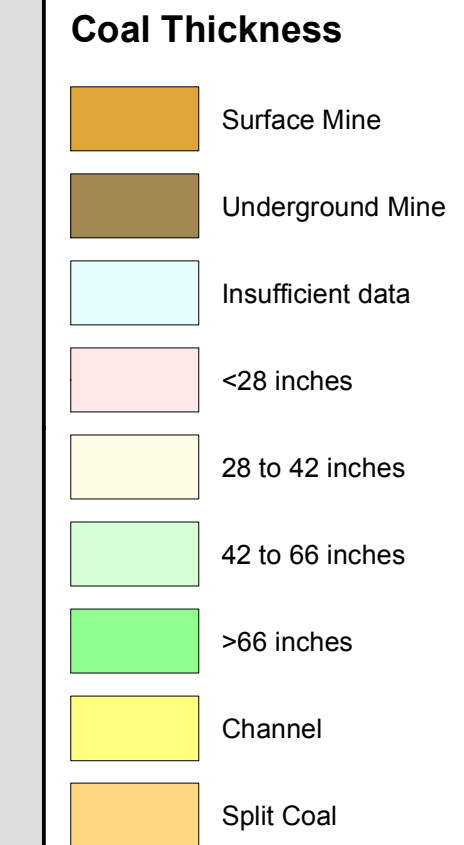 Coal Thickness
Surface Mine
Underground Mine
Insufficient data
<28 inches
28 to 42 inches
42 to 66 inches
>66 inches
Channel
Split Coal